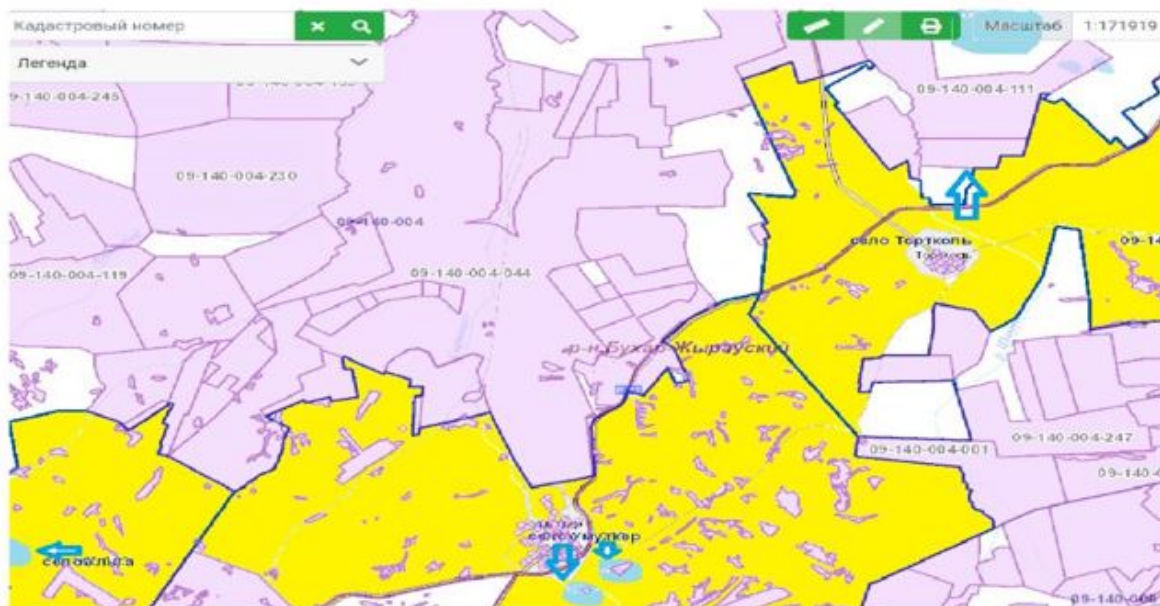 Кадастровый номер
Масштаб 1:171919
Легенда
09-140-004-245
09-140-004-111
09-140-004-230
09-140-004
село Тортколь
Тортколь
09-140-004-119
09-140-004-044
р-н Бухар Жырауский
09-140-004-247
09-140-004-001
село Умуткер